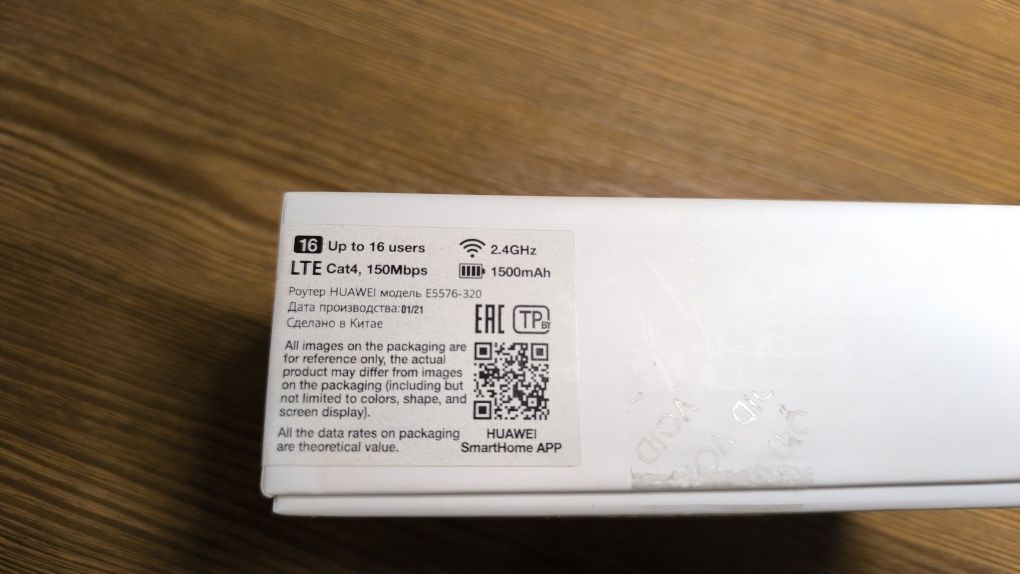 16 Up to 16 users
2.4GHz
LTE Cat4, 150Mbps
1500mAh
Роутер HUAWEI модель E5576-320
Дата производства:01/21
Сделано в Китае
EAC TP BY
All images on the packaging are
for reference only, the actual
product may differ from images
on the packaging (including but
not limited to colors, shape, and
screen display).
All the data rates on packaging
are theoretical value.
HUAWEI
SmartHome APP
VOID